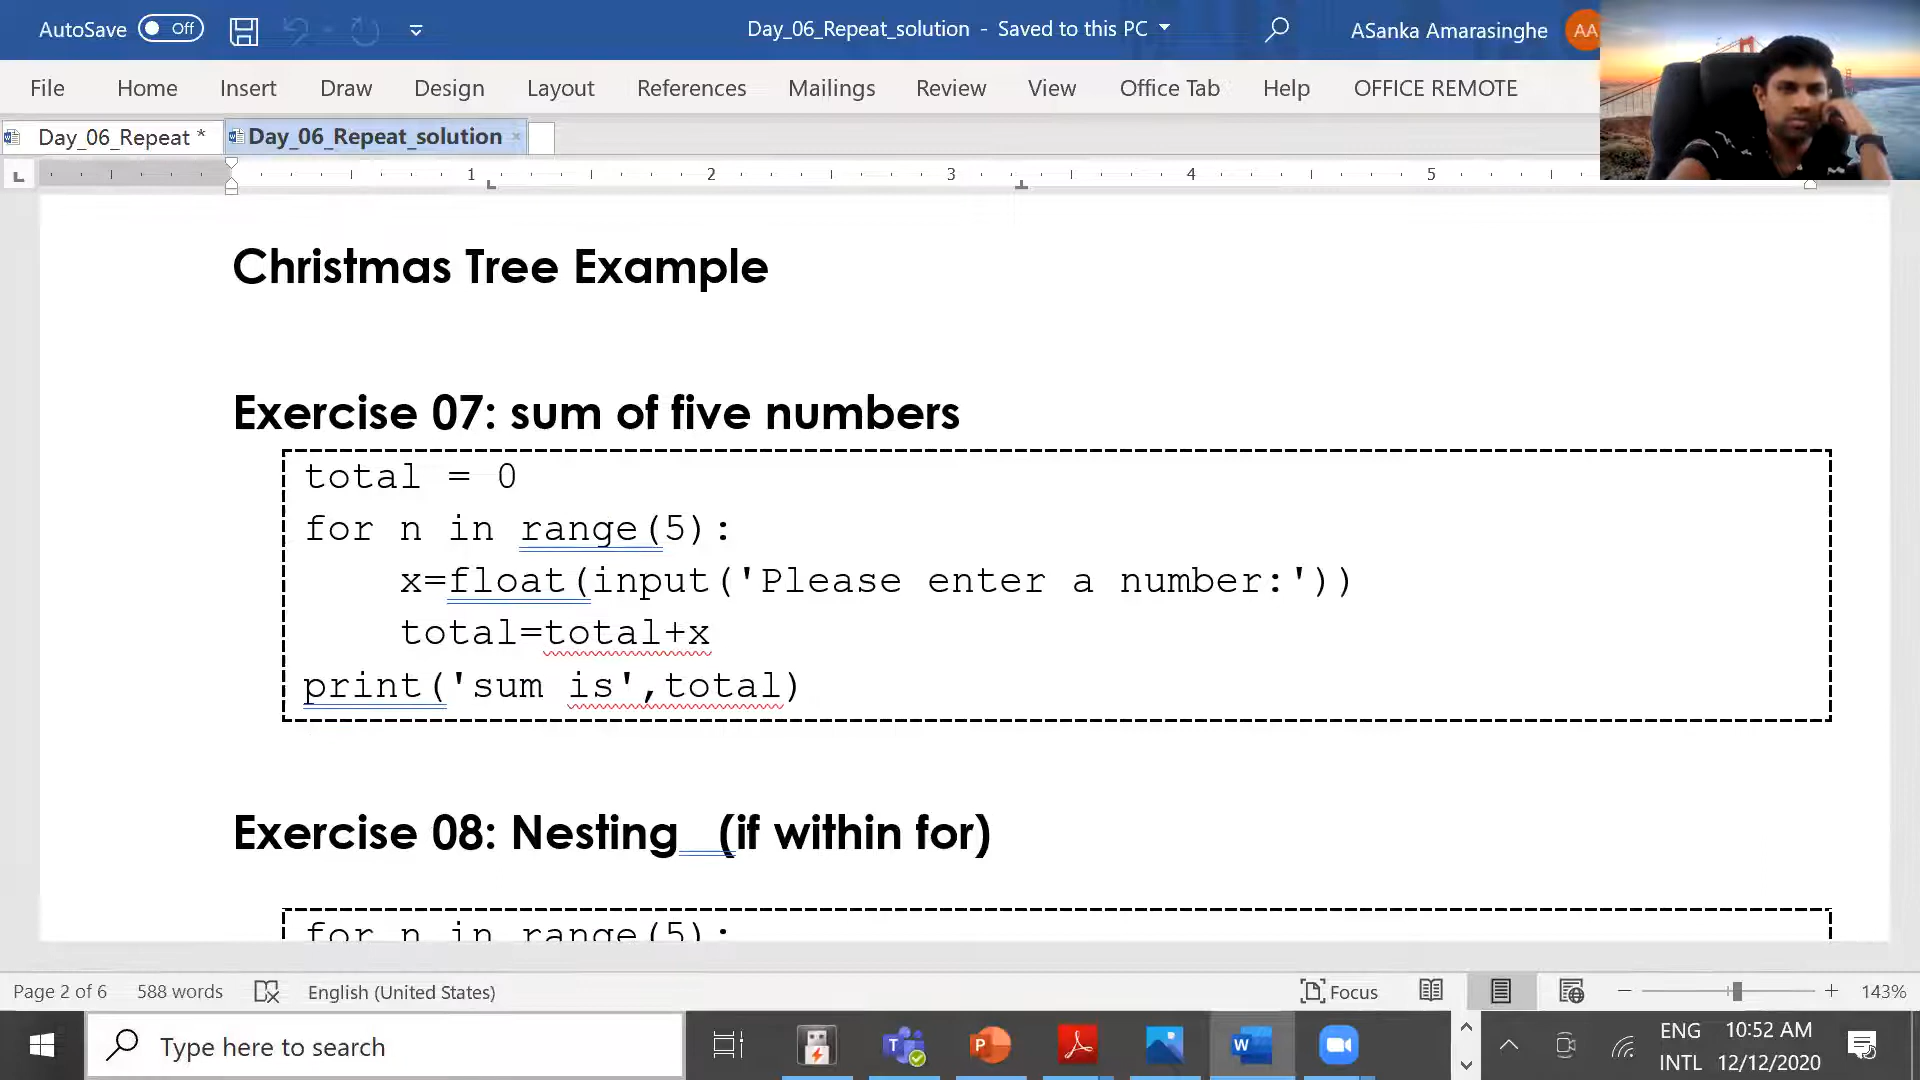 AutoSave Off Day_06_Repeat_solution - Saved to this PC ASanka Amarasinghe AA
File Home Insert Draw Design Layout References Mailings Review View Office Tab Help OFFICE REMOTE
Day_06_Repeat * Day_06_Repeat_solution
1 2 3 4 5
Christmas Tree Example
Exercise 07: sum of five numbers
total = 0
for n in range(5):
x=float(input('Please enter a number:'))
total=total+x
print('sum is',total)
Exercise 08: Nesting (if within for)
for n in range(5):
Page 2 of 6 588 words English (United States) Focus 143%
Type here to search
ENG 10:52 AM
INTL 12/12/2020